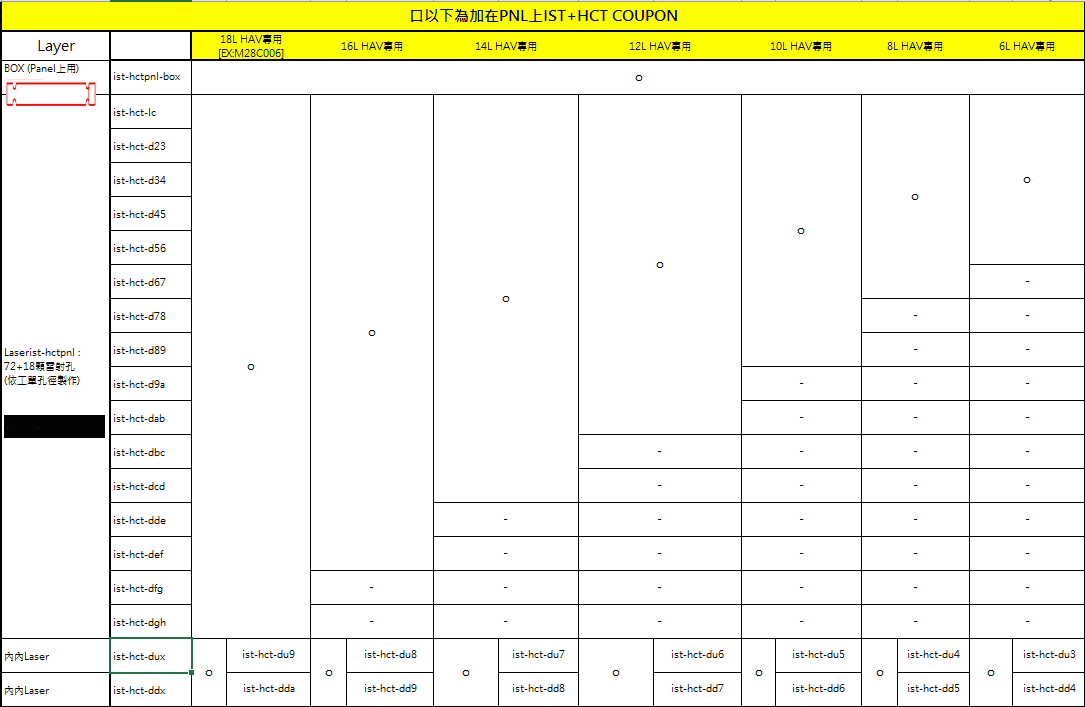 口以下為加在PNL上IST+HCT COUPON
Layer 18L HAV專用 16L HAV專用 14L HAV專用 12L HAV專用 10L HAV專用 8L HAV專用 6L HAV專用
[EX:M28C006]
BOX (Panel上用)
ist-hctpnl-box ○
ist-hct-lc
ist-hct-d23
ist-hct-d34 ○
ist-hct-d45 ○
ist-hct-d56 ○ ○
ist-hct-d67 -
ist-hct-d78 ○ - -
ist-hct-d89 ○ - -
Laserist-hctpnl :
72+18顆雷射孔
(依工單孔徑製作)
ist-hct-d9a ○ - - -
ist-hct-dab - - -
ist-hct-dbc - - - -
ist-hct-dcd - - - -
ist-hct-dde - - - - -
ist-hct-def - - - - -
ist-hct-dfg - - - - - -
ist-hct-dgh - - - - - -
內內Laser ist-hct-dux ○ ist-hct-du9 ○ ist-hct-du8 ○ ist-hct-du7 ○ ist-hct-du6 ○ ist-hct-du5 ○ ist-hct-du4 ○ ist-hct-du3
內內Laser ist-hct-ddx ist-hct-dda ist-hct-dd9 ist-hct-dd8 ist-hct-dd7 ist-hct-dd6 ist-hct-dd5 ist-hct-dd4